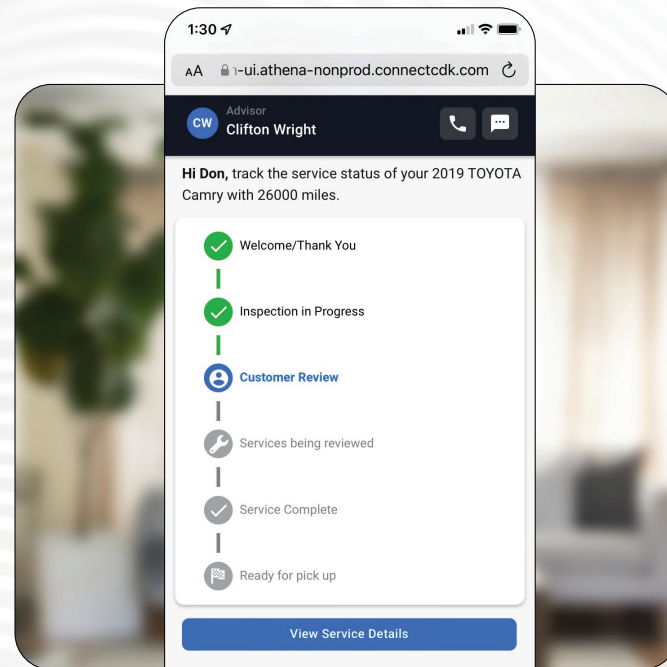 1:30
AA -ui.athena-nonprod.connectcdk.com
CW
Advisor
Clifton Wright
Hi Don, track the service status of your 2019 TOYOTA
Camry with 26000 miles.
Welcome/Thank You
Inspection in Progress
Customer Review
Services being reviewed
Service Complete
Ready for pick up
View Service Details